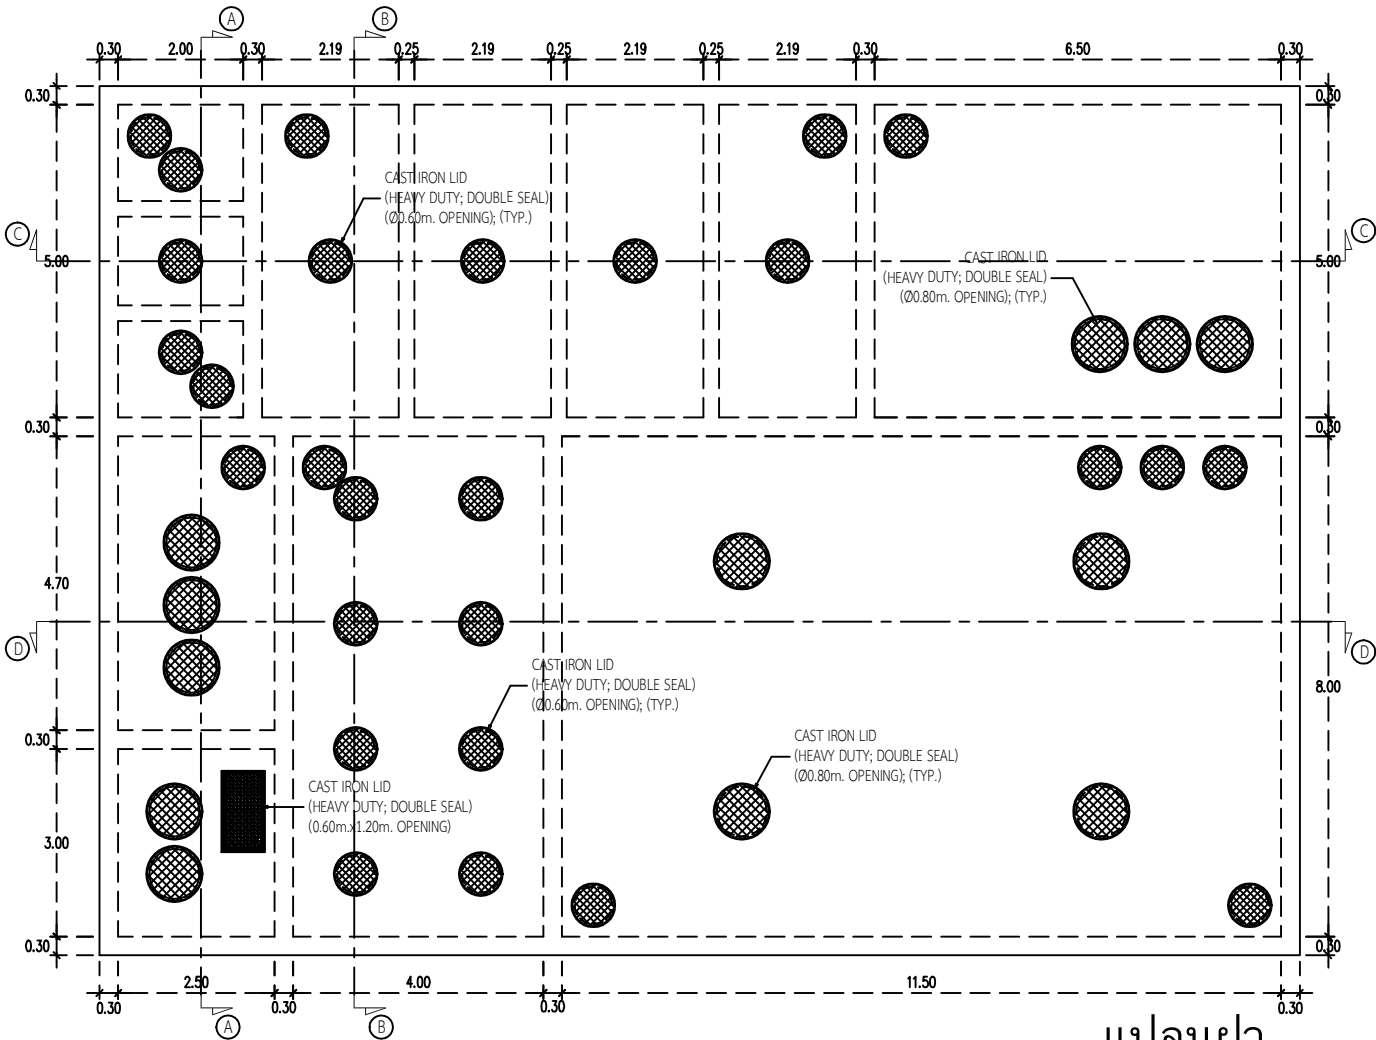 A
B
0.30
2.00
0.30
2.19
0.25
2.19
0.25
2.19
0.25
2.19
0.30
6.50
0.30
0.30
0.30
CAST IRON LID
(HEAVY DUTY; DOUBLE SEAL)
(Ø0.60m. OPENING); (TYP.)
C
C
5.00
5.00
CAST IRON LID
(HEAVY DUTY; DOUBLE SEAL)
(Ø0.80m. OPENING); (TYP.)
0.30
0.30
4.70
D
D
CAST IRON LID
(HEAVY DUTY; DOUBLE SEAL)
(Ø0.60m. OPENING); (TYP.)
8.00
0.30
CAST IRON LID
(HEAVY DUTY; DOUBLE SEAL)
(Ø0.80m. OPENING); (TYP.)
CAST IRON LID
(HEAVY DUTY; DOUBLE SEAL)
(0.60m.x1.20m. OPENING)
3.00
0.30
0.30
0.30
2.50
0.30
4.00
0.30
11.50
0.30
A
B